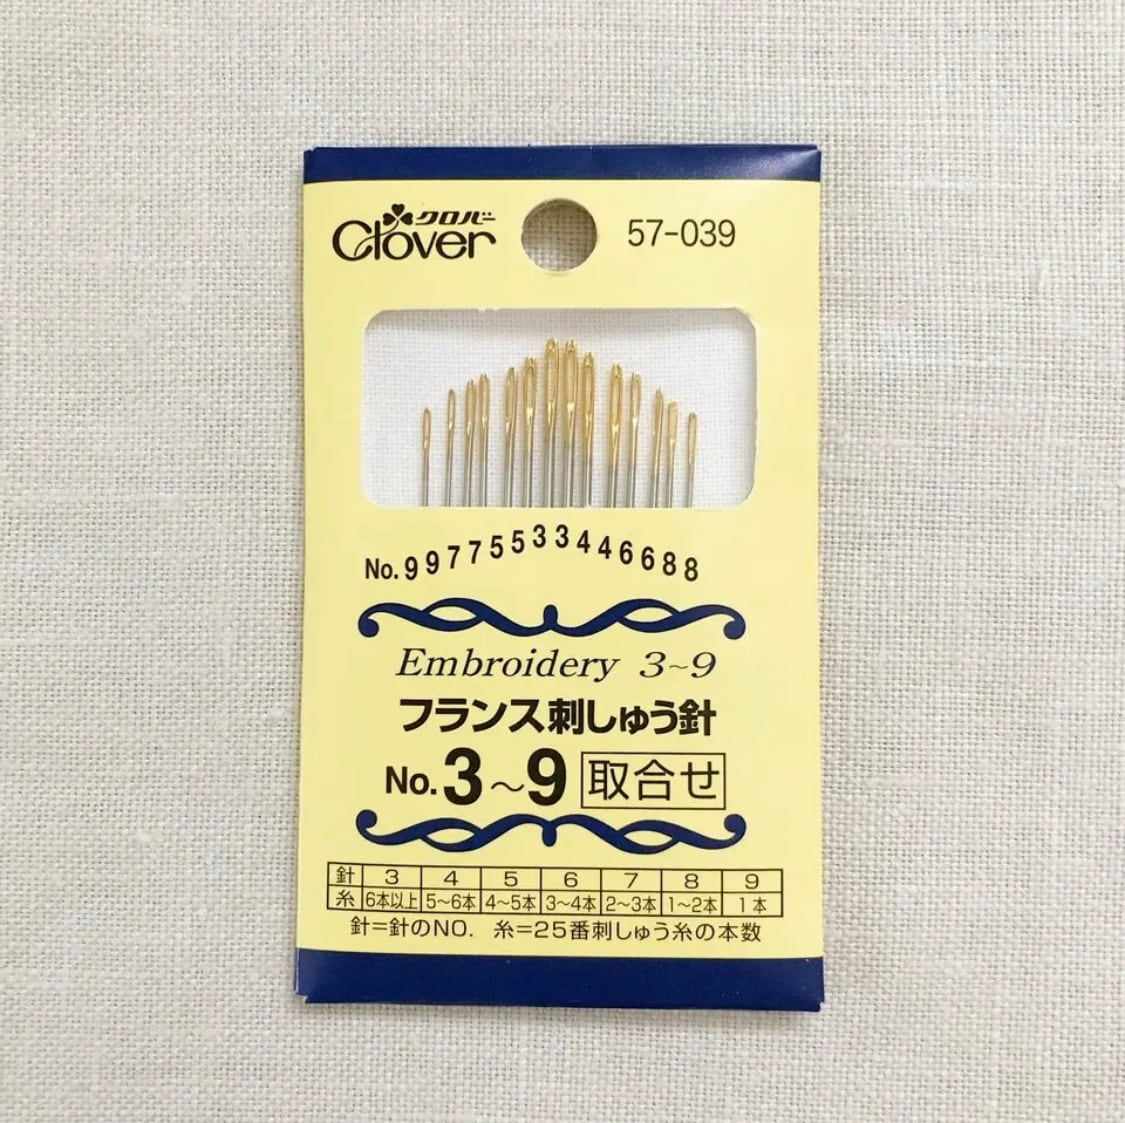 クロバー
Clover
57-039
No.99775533446688
Embroidery 3~9
フランス刺しゅう針
No.3～9 取合せ
針 3 4 5 6 7 8 9
糸 6本以上 5~6本 4~5本 3~4本 2~3本 1~2本 1本
針=針のNO. 糸=25番刺しゅう糸の本数